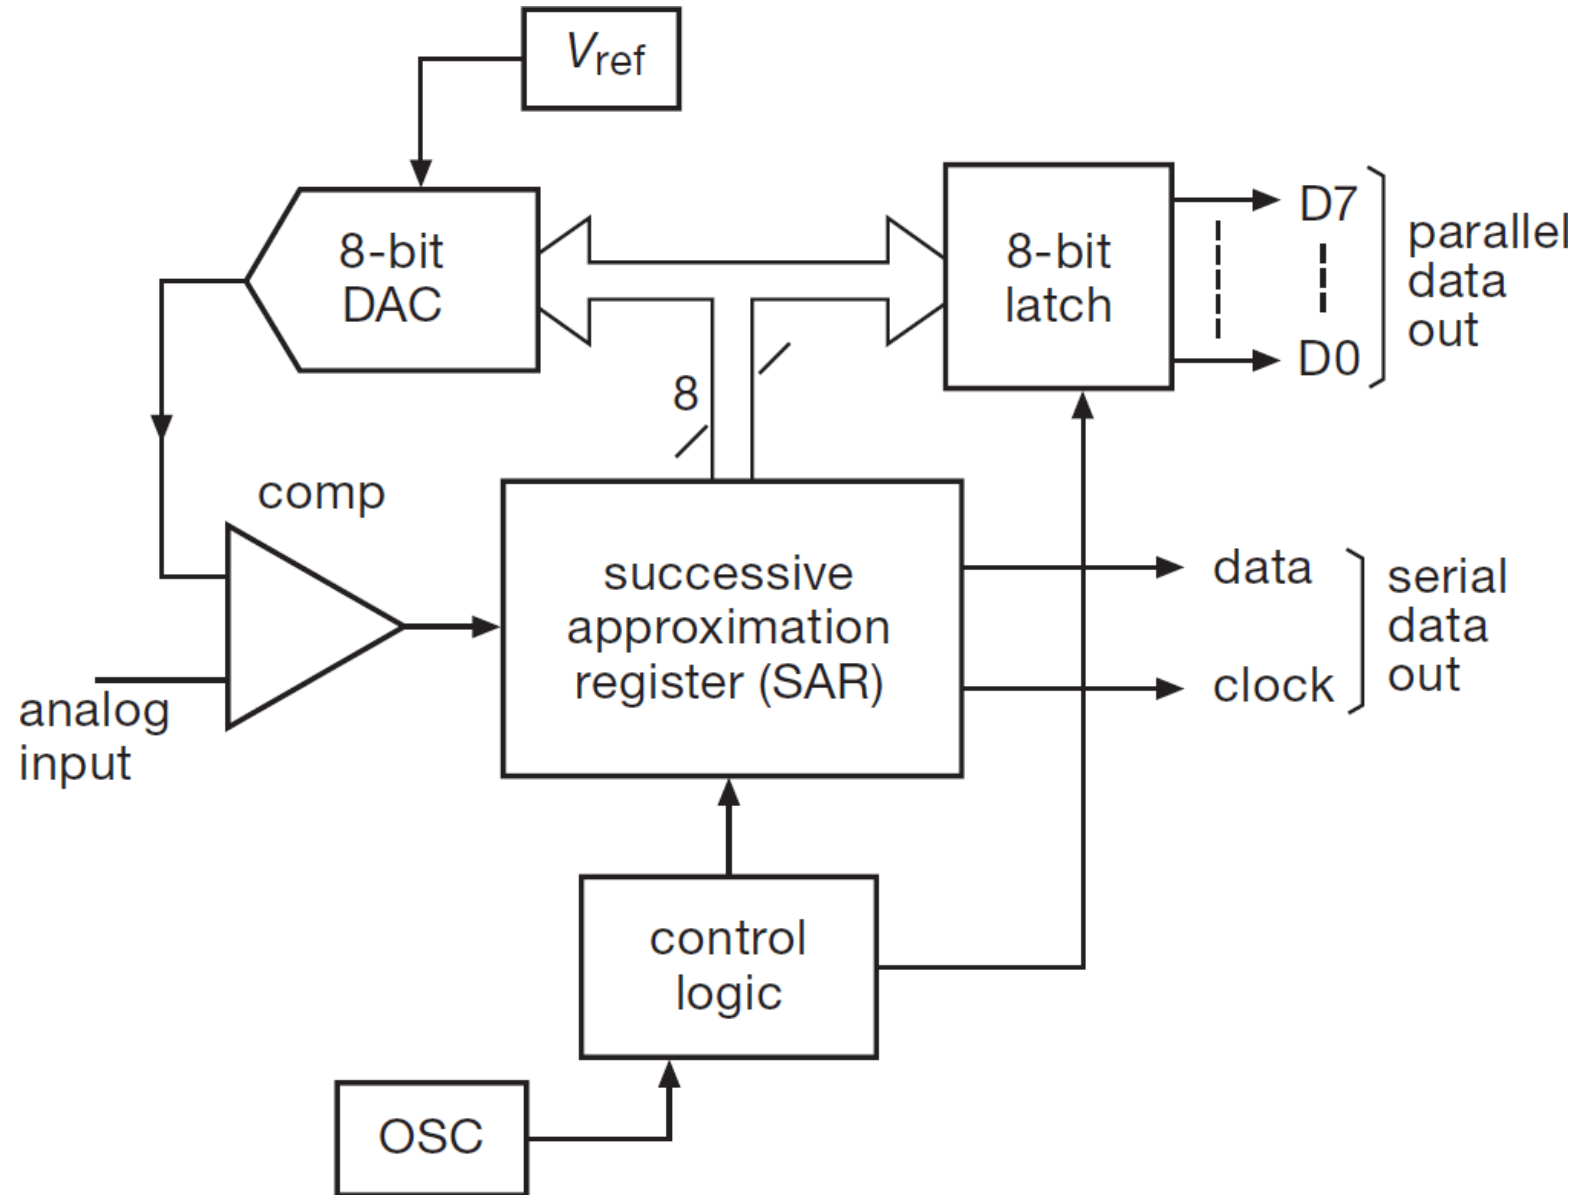 Vref
8-bit
DAC
8-bit
latch
D7
D0
parallel
data
out
8
comp
analog
input
successive
approximation
register (SAR)
data
clock
serial
data
out
control
logic
OSC